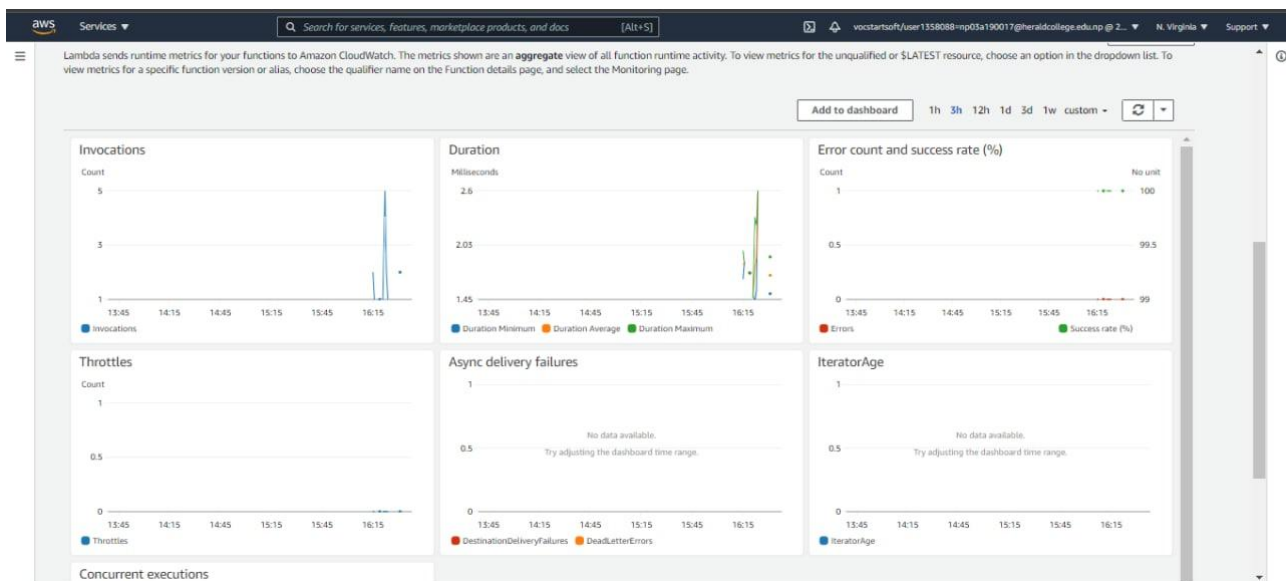 aws
Services ▼
Search for services, features, marketplace products, and docs [Alt+S]
vocstartsoft/user1358088=np03a190017@heraldcollege.edu.np @ 2... ▼
N. Virginia ▼
Support ▼
Lambda sends runtime metrics for your functions to Amazon CloudWatch. The metrics shown are an aggregate view of all function runtime activity. To view metrics for the unqualified or $LATEST resource, choose an option in the dropdown list. To
view metrics for a specific function version or alias, choose the qualifier name on the Function details page, and select the Monitoring page.
Add to dashboard 1h 3h 12h 1d 3d 1w custom
Invocations
Count
5
3
1
13:45 14:15 14:45 15:15 15:45 16:15
Invocations
Duration
Milliseconds
2.6
2.03
1.45
13:45 14:15 14:45 15:15 15:45 16:15
Duration Minimum Duration Average Duration Maximum
Error count and success rate (%)
Count No unit
1 100
0.5 99.5
0 99
13:45 14:15 14:45 15:15 15:45 16:15
Errors Success rate (%)
Throttles
Count
1
0.5
0
13:45 14:15 14:45 15:15 15:45 16:15
Throttles
Async delivery failures
1
No data available.
0.5
Try adjusting the dashboard time range.
0
13:45 14:15 14:45 15:15 15:45 16:15
DestinationDeliveryFailures DeadLetterErrors
IteratorAge
1
No data available.
0.5
Try adjusting the dashboard time range.
0
13:45 14:15 14:45 15:15 15:45 16:15
IteratorAge
Concurrent executions